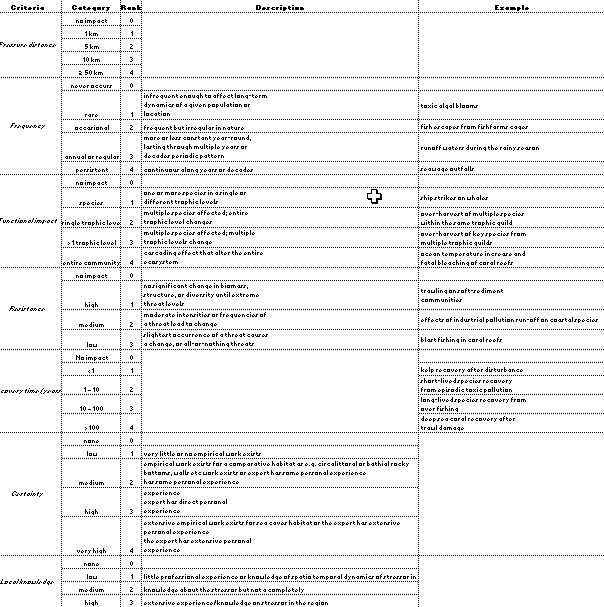 Criteria Category Rank Description Example
Pressure distance
no impact 0
1 km 1
5 km 2
10 km 3
≥ 50 km 4
Frequency
never occurs 0
rare 1 infrequent enough to affect long-term
dynamics of a given population or
location
toxic algal blooms
occasional 2 frequent but irregular in nature fish escapes from fish farms cages
annual or regular 3 more or less constant year-round,
lasting through multiple years or
decades periodic pattern
runoff waters during the rainy season
persistent 4 continuous along years or decades seawage outfalls
Functional impact
no impact 0
species 1 one or more species in a single or
different trophic levels
ship strikes on whales
single trophic leve 2 multiple species affected; entire
trophic level changes
over-harvest of multiple species
within the same trophic guild
>1 trophic level 3 multiple species affected; multiple
trophic levels change
over-harvest of key species from
multiple trophic guilds
entire community 4 cascading effect that alter the entire
ecosystem
ocean temperature increase and
fatal bleaching of coral reefs
Resistance
no impact 0
high 1 no significant change in biomass,
structure, or diversity until extreme
threat levels
trawling on soft-sediment
communities
medium 2 moderate intensities or frequencies of
a threat lead to change
effects of industrial pollution run-off on coastal species
low 3 slightest occurrence of a threat causes
a change, or all-or-nothing threats
blast fishing in coral reefs
covery time (years
No impact 0
<1 1 kelp recovery after disturbance
1-10 2 short-lived species recovery
from episodic toxic pollution
10-100 3 long-lived species recovery from
over fishing
>100 4 deep sea coral recovery after
trawl damage
Certainty
none 0
low 1 very little or no empirical work exists
medium 2 empirical work exists for a comparative habitat are e.g. circalittoral or bathial rocky
bottoms, walls etc work exists or expert has some personal experience
has some personal experience
high 3 experience
expert has direct personal
experience
very high 4 extensive empirical work exists for sea caves habitat or the expert has extensive
personal experience
the expert has extensive personal
experience
Local knowledge
none 0
low 1 little professional experience or knowledge of spatio temporal dynamics of stressor in
medium 2 knowledge about the stressor but not a completely
high 3 extensive experience/knowledge on stressor in the region